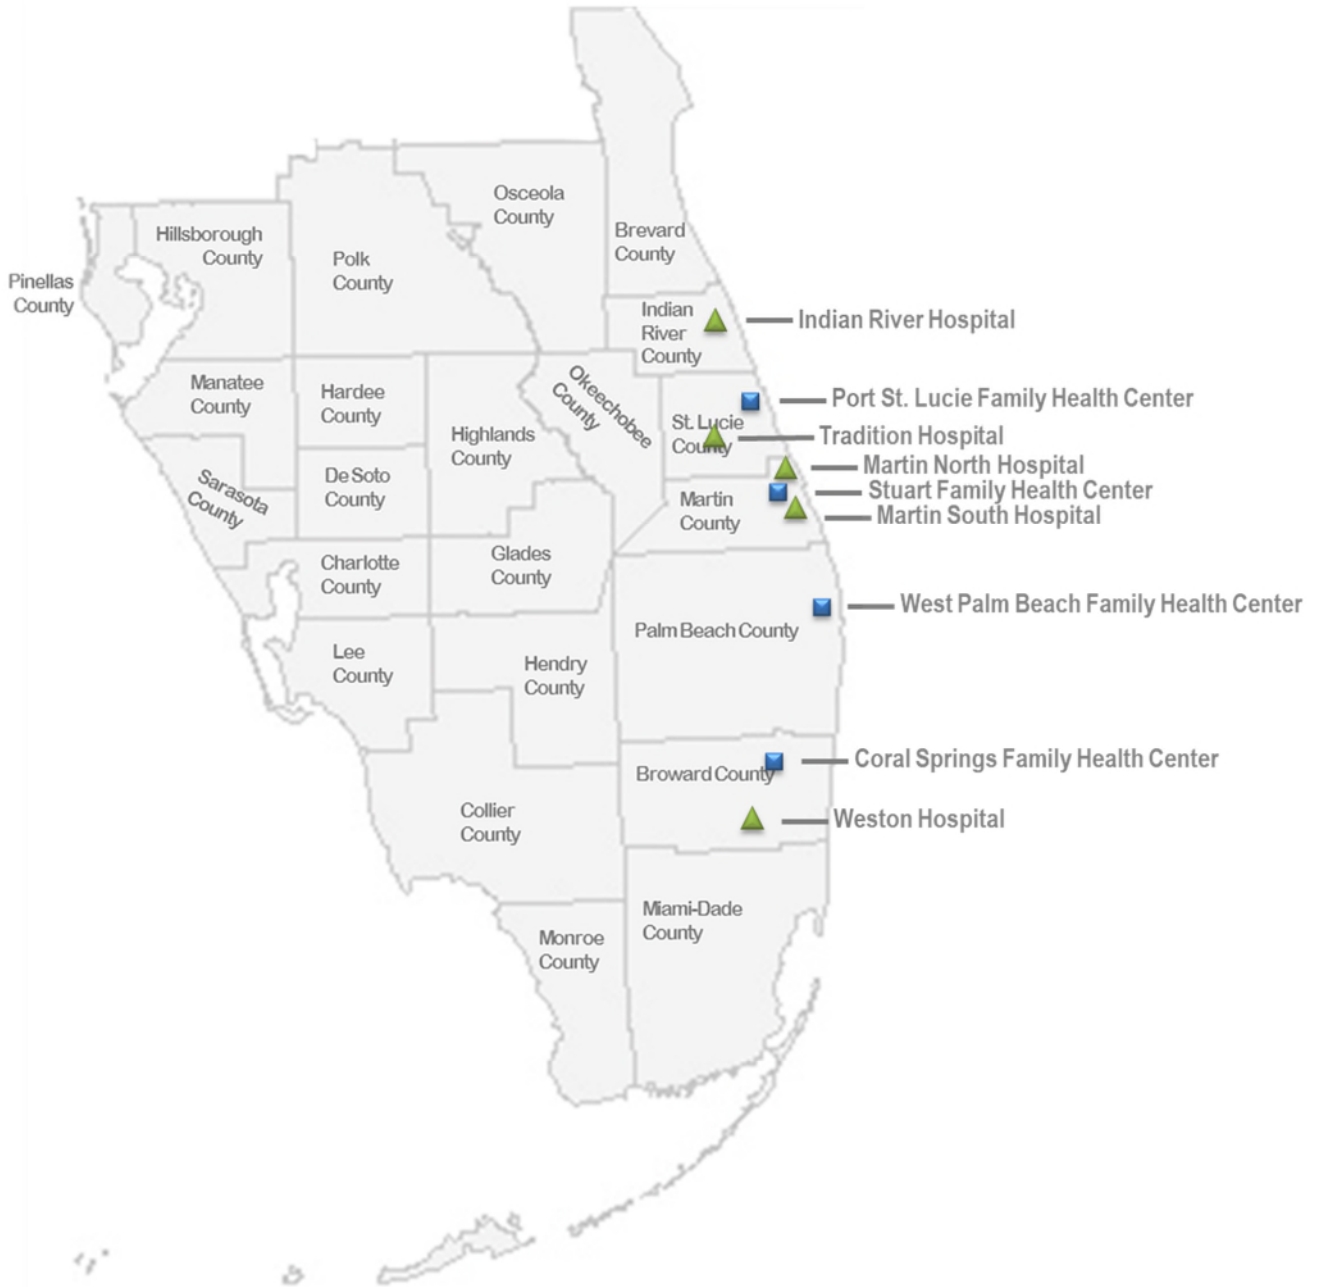 Osceola
County
Hillsborough
County
Brevard
County
Polk
County
Pinellas
County
Indian
River
County
Indian River Hospital
Manatee
County
Hardee
County
Okeechobee
County
Port St. Lucie Family Health Center
St. Lucie
County
Tradition Hospital
Highlands
County
Martin North Hospital
Sarasota
County
De Soto
County
Stuart Family Health Center
Martin
County
Martin South Hospital
Charlotte
County
Glades
County
West Palm Beach Family Health Center
Palm Beach County
Lee
County
Hendry
County
Coral Springs Family Health Center
Broward County
Collier
County
Weston Hospital
Miami-Dade
County
Monroe
County